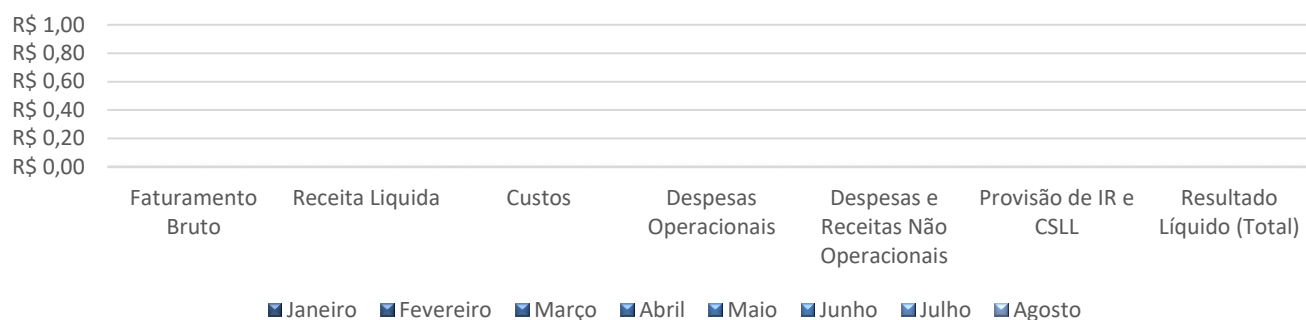 R$ 1,00
R$ 0,80
R$ 0,60
R$ 0,40
R$ 0,20
R$ 0,00
Faturamento
Bruto
Receita Liquida
Custos
Despesas
Operacionais
Despesas e
Receitas Não
Operacionais
Provisão de IR e
CSLL
Resultado
Líquido (Total)
Janeiro Fevereiro Março Abril Maio Junho Julho Agosto